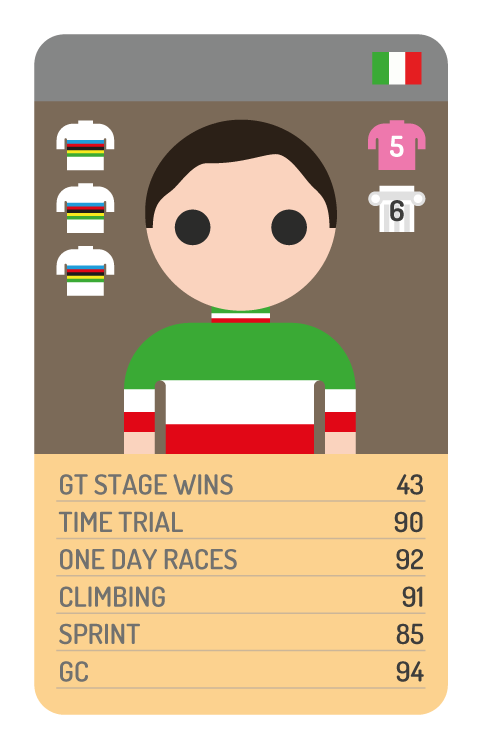 5
6
GT STAGE WINS 43
TIME TRIAL 90
ONE DAY RACES 92
CLIMBING 91
SPRINT 85
GC 94